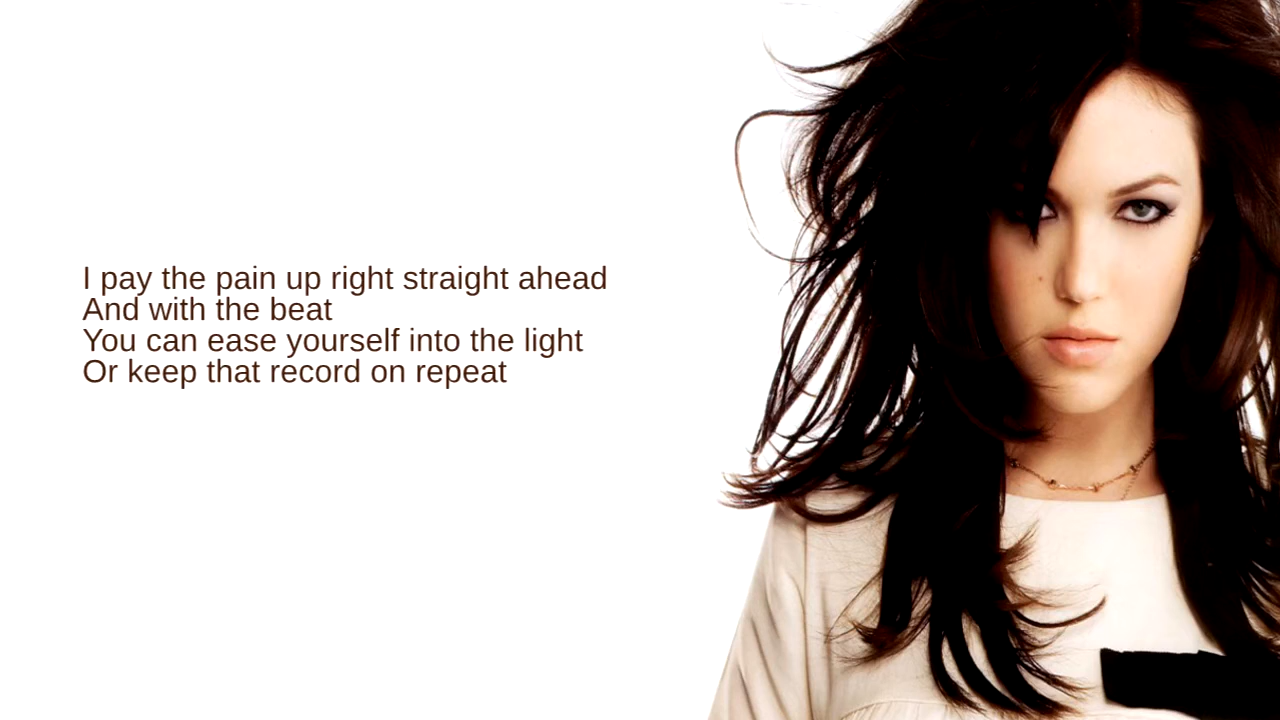 I pay the pain up right straight ahead
And with the beat
You can ease yourself into the light
Or keep that record on repeat